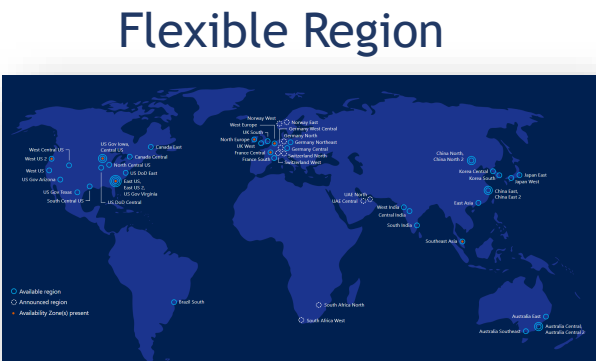 Flexible Region
Norway West
Norway East
West Europe
Germany West Central
UK South
Germany North
North Europe
Germany Northeast
UK West
Germany Central
France Central
Switzerland North
France South
Switzerland West
West Central US
US Gov Iowa,
Central US
Canada East
West US 2
Canada Central
North Central US
West US
US DoD East
US Gov Arizona
East US,
East US 2,
US Gov Virginia
US Gov Texas
South Central US
US DoD Central
China North,
China North 2
Korea Central
Korea South
Japan East
Japan West
China East,
China East 2
East Asia
UAE North
UAE Central
West India
Central India
South India
Southeast Asia
Available region
Announced region
Availability Zone(s) present
Brazil South
South Africa North
South Africa West
Australia East
Australia Southeast
Australia Central,
Australia Central 2